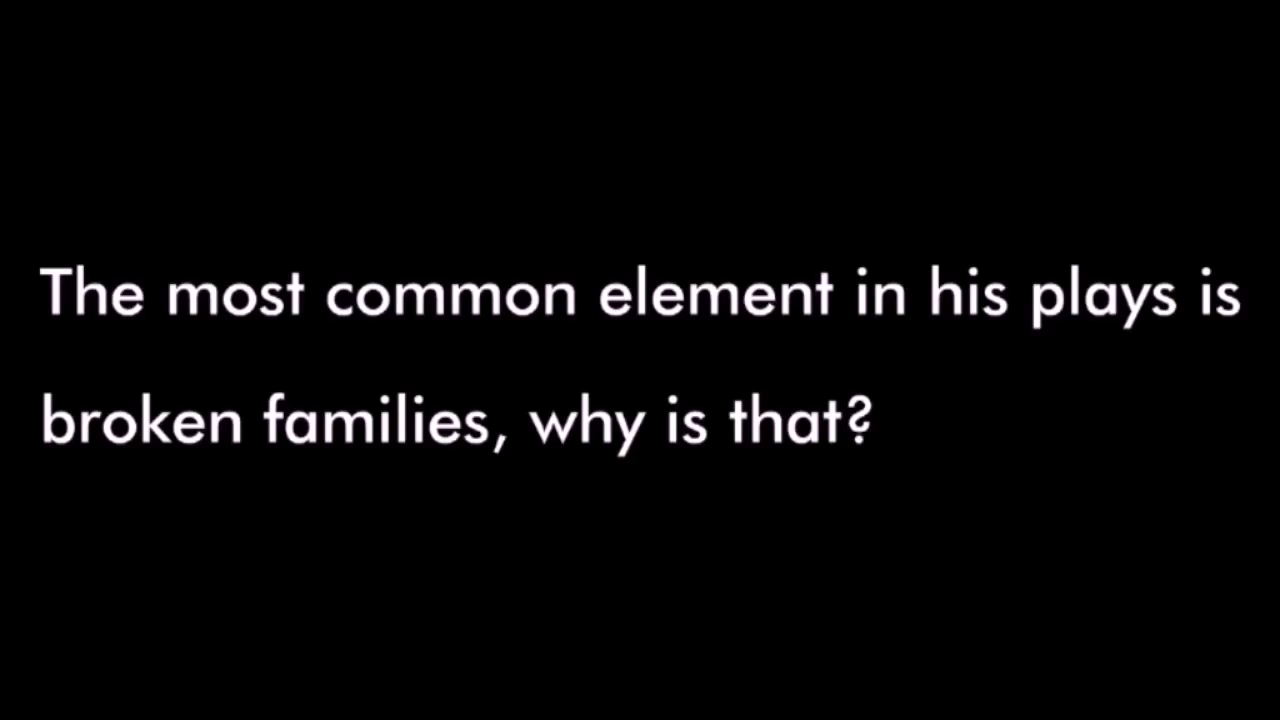 The most common element in his plays is
broken families, why is that?